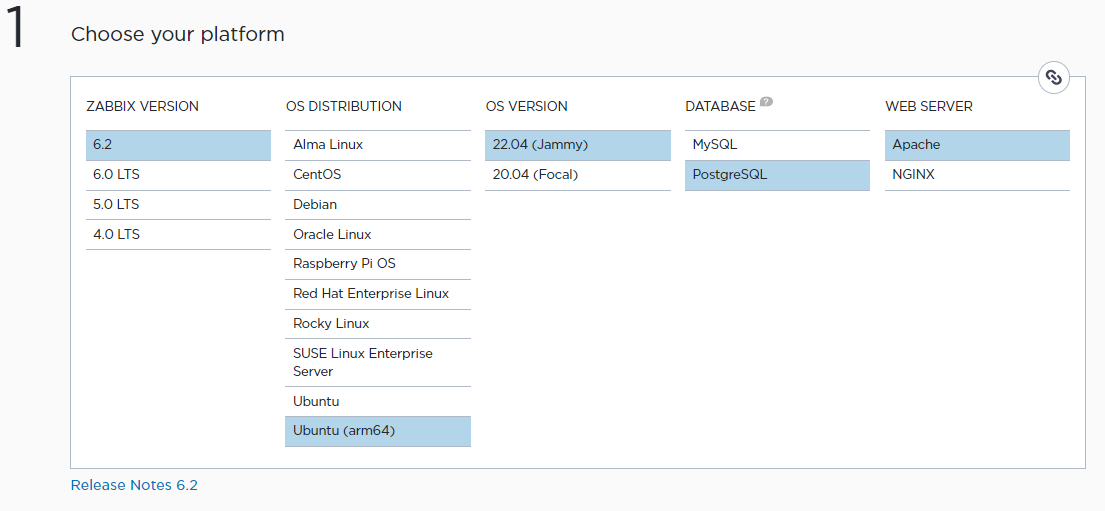 1
Choose your platform
ZABBIX VERSION
6.2
6.0 LTS
5.0 LTS
4.0 LTS
OS DISTRIBUTION
Alma Linux
CentOS
Debian
Oracle Linux
Raspberry Pi OS
Red Hat Enterprise Linux
Rocky Linux
SUSE Linux Enterprise
Server
Ubuntu
Ubuntu (arm64)
OS VERSION
22.04 (Jammy)
20.04 (Focal)
DATABASE ?
MySQL
PostgreSQL
WEB SERVER
Apache
NGINX
Release Notes 6.2